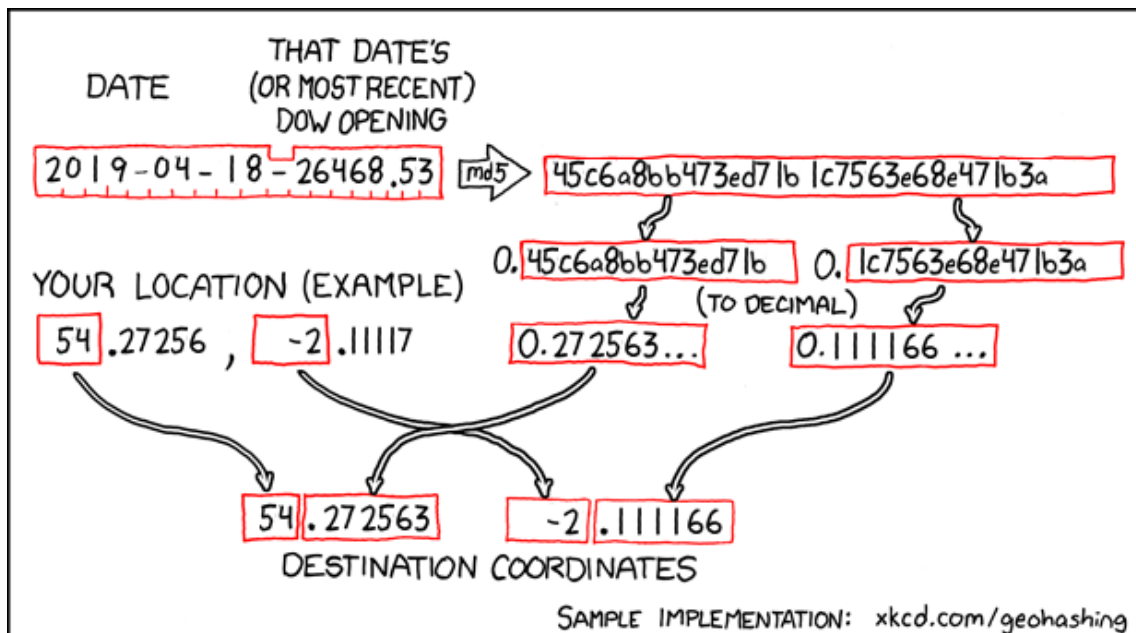 DATE
THAT DATE'S
(OR MOST RECENT)
DOW OPENING
2019-04-18-26468.53
md5
45c6a8bb473ed71b 1c7563e68e471b3a
0.45c6a8bb473ed71b
0.1c7563e68e471b3a
(TO DECIMAL)
YOUR LOCATION (EXAMPLE)
54.27256, -2.11117
0.272563...
0.111166 ...
54.272563
-2.111166
DESTINATION COORDINATES
SAMPLE IMPLEMENTATION: xkcd.com/geohashing